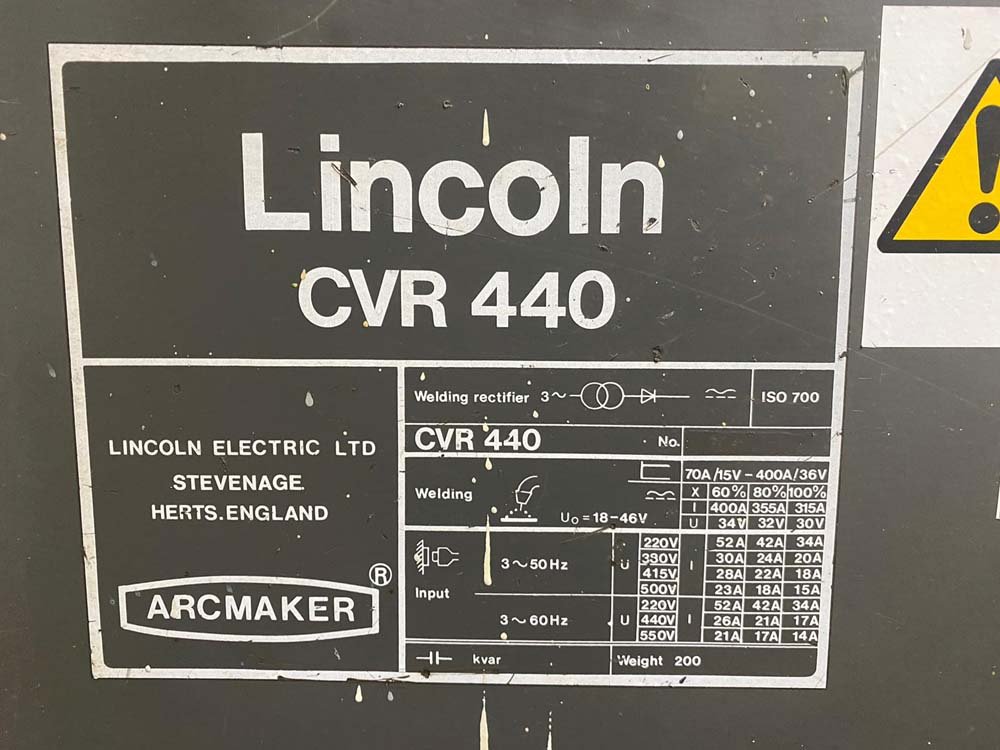 Lincoln
CVR 440
LINCOLN ELECTRIC LTD
STEVENAGE
HERTS.ENGLAND
ARCMAKER ®
Welding rectifier 3~ ISO 700
CVR 440 No.
Welding
70A/15V - 400A/36V
X 60% 80% 100%
I 400A 355A 315A
U₀ = 18-46V U 34V 32V 30V
Input
3~50Hz U I
220V 52A 42A 34A
380V 30A 24A 20A
415V 28A 22A 18A
500V 23A 18A 15A
3~60Hz U I
220V 52A 42A 34A
440V 26A 21A 17A
550V 21A 17A 14A
kvar Weight 200
!